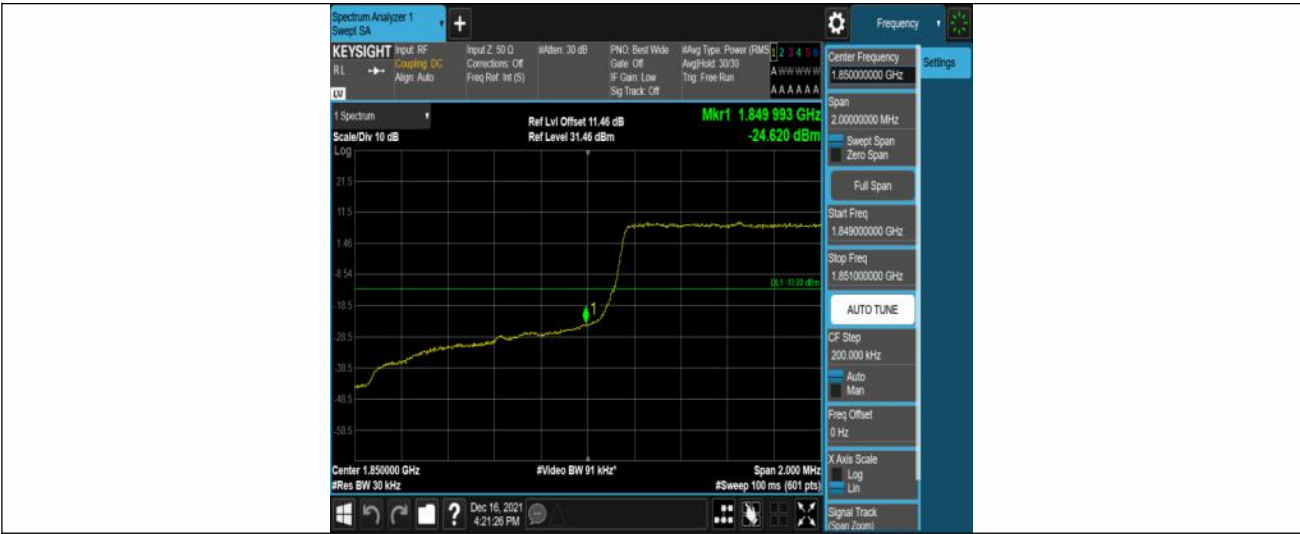 Spectrum Analyzer 1
Swept SA
+
Frequency
KEYSIGHT
RL
Input: RF
Coupling: DC
Align: Auto
Input Z: 50 Ω
Corrections: Off
Freq Ref: Int (S)
#Atten: 30 dB
PNO: Best Wide
Gate: Off
IF Gain: Low
Sig Track: Off
#Avg Type: Power (RMS
Avg|Hold: 30/30
Trig: Free Run
1 2 3 4 5 6
A W W W W W
A A A A A A
Center Frequency
1.850000000 GHz
Settings
Span
2.00000000 MHz
Swept Span
Zero Span
Full Span
Start Freq
1.849000000 GHz
Stop Freq
1.851000000 GHz
AUTO TUNE
CF Step
200.000 kHz
Auto
Man
Freq Offset
0 Hz
X Axis Scale
Log
Lin
Signal Track
(Span Zoom)
1 Spectrum
Scale/Div 10 dB
Log
Ref Lvl Offset 11.46 dB
Ref Level 31.46 dBm
Mkr1 1.849 993 GHz
-24.620 dBm
21.5
11.5
1.46
-8.54
DL1 -13.00 dBm
-18.5
1
-28.5
-38.5
-48.5
-58.5
Center 1.850000 GHz
#Res BW 30 kHz
#Video BW 91 kHz*
Span 2.000 MHz
#Sweep 100 ms (601 pts)
?
Dec 16, 2021
4:21:26 PM